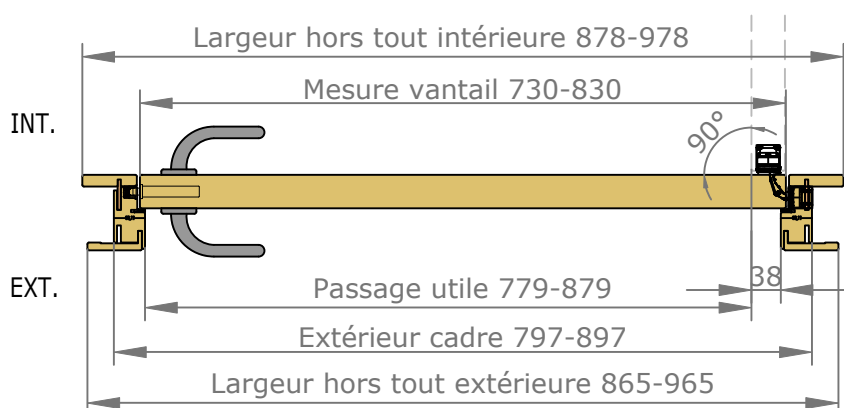 Largeur hors tout intérieure 878-978
Mesure vantail 730-830
INT.
90°
EXT.
Passage utile 779-879
38
Extérieur cadre 797-897
Largeur hors tout extérieure 865-965